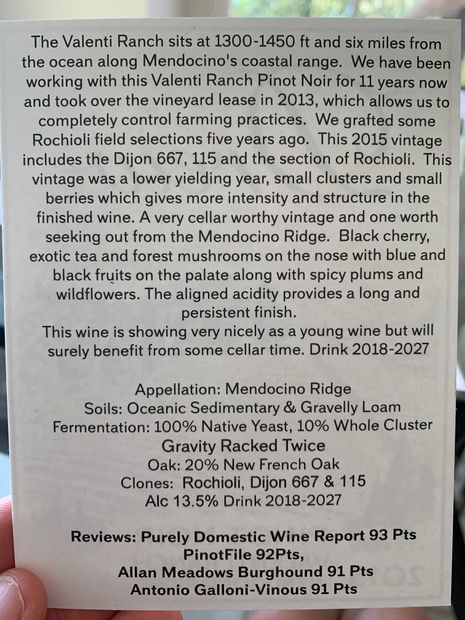 The Valenti Ranch sits at 1300-1450 ft and six miles from
the ocean along Mendocino's coastal range. We have been
working with this Valenti Ranch Pinot Noir for 11 years now
and took over the vineyard lease in 2013, which allows us to
completely control farming practices. We grafted some
Rochioli field selections five years ago. This 2015 vintage
includes the Dijon 667, 115 and the section of Rochioli. This
vintage was a lower yielding year, small clusters and small
berries which gives more intensity and structure in the
finished wine. A very cellar worthy vintage and one worth
seeking out from the Mendocino Ridge. Black cherry,
exotic tea and forest mushrooms on the nose with blue and
black fruits on the palate along with spicy plums and
wildflowers. The aligned acidity provides a long and
persistent finish.
This wine is showing very nicely as a young wine but will
surely benefit from some cellar time. Drink 2018-2027
Appellation: Mendocino Ridge
Soils: Oceanic Sedimentary & Gravelly Loam
Fermentation: 100% Native Yeast, 10% Whole Cluster
Gravity Racked Twice
Oak: 20% New French Oak
Clones: Rochioli, Dijon 667 & 115
Alc 13.5% Drink 2018-2027
Reviews: Purely Domestic Wine Report 93 Pts
PinotFile 92Pts,
Allan Meadows Burghound 91 Pts
Antonio Galloni-Vinous 91 Pts